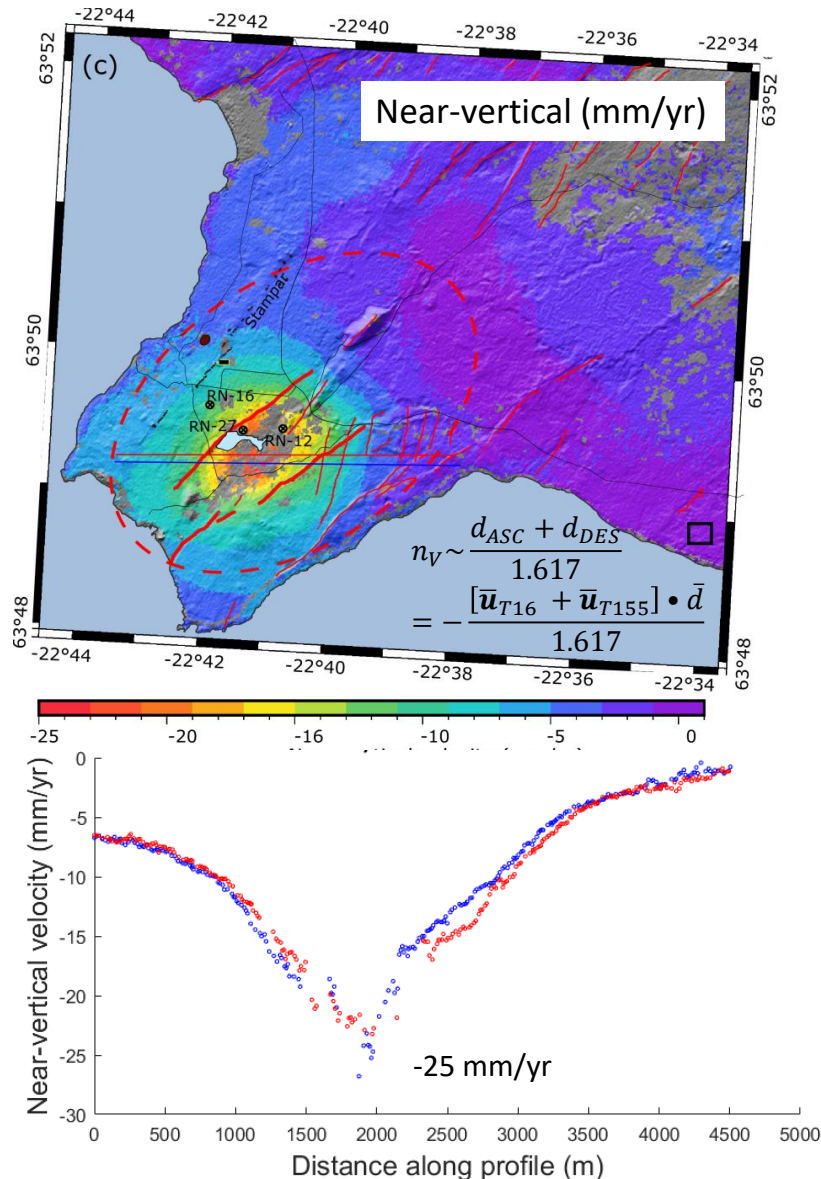 -22°44' -22°42' -22°40' -22°38' -22°36' -22°34'
63°52' 63°52'
(c)
Near-vertical (mm/yr)
Stampar
63°50' 63°50'
RN-16
RN-27 RN-12
n_V~ d_ASC + d_DES / 1.617
= − [ū_T16 + ū_T155] • d̄ / 1.617
63°48' 63°48'
-22°44' -22°42' -22°40' -22°38' -22°36' -22°34'
-25 -20 -16 -10 -5 0
Near-vertical velocity (mm/yr)
0
-5
-10
-15
-20
-25
-30
-25 mm/yr
0 500 1000 1500 2000 2500 3000 3500 4000 4500 5000
Distance along profile (m)